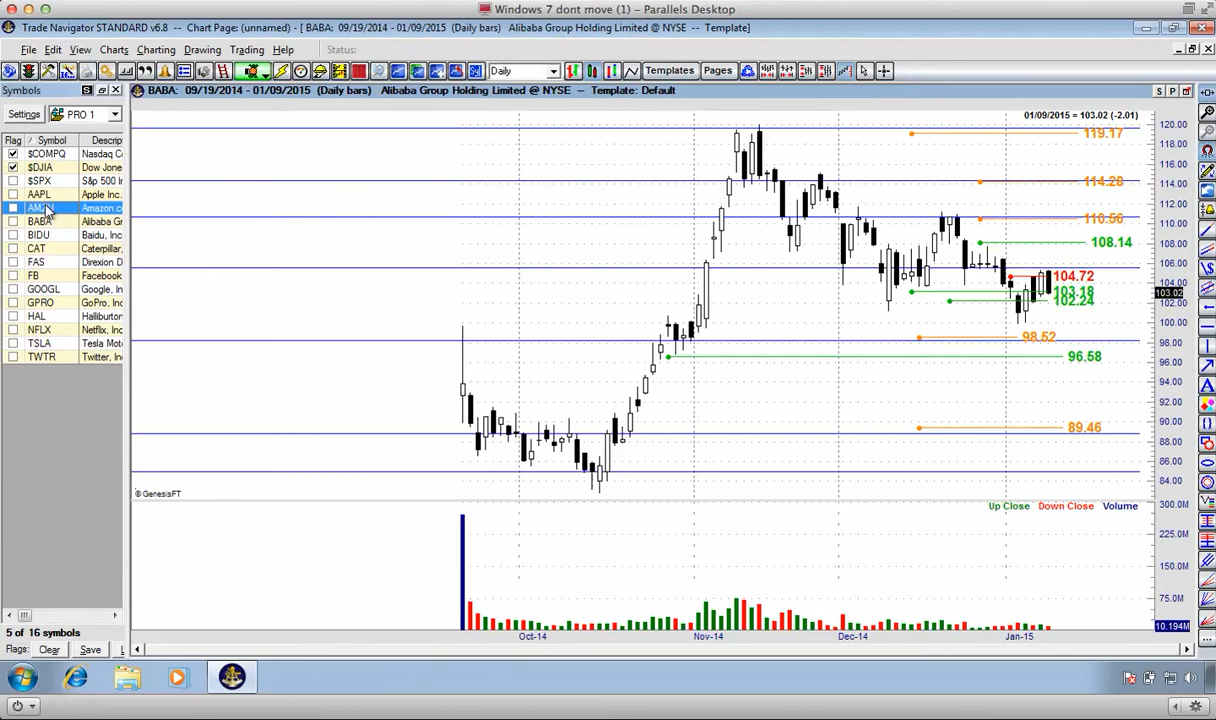 Windows 7 dont move (1) - Parallels Desktop
Trade Navigator STANDARD v6.8 -- Chart Page: (unnamed) - [ BABA: 09/19/2014 - 01/09/2015 (Daily bars) Alibaba Group Holding Limited @ NYSE -- Template]
File Edit View Charts Charting Drawing Trading Help Status:
Daily Templates Pages
Symbols
BABA: 09/19/2014 - 01/09/2015 (Daily bars) Alibaba Group Holding Limited @ NYSE -- Template: Default
S P
Settings PRO 1
01/09/2015 = 103.02 (-2.01)
Flag / Symbol Descrip
$COMPQ Nasdaq C
$DJIA Dow Jone
$SPX S&p 500 In
AAPL Apple Inc.
Amazon.c
BABA Alibaba Gr
BIDU Baidu, Inc
CAT Caterpillar,
FAS Direxion D
FB Facebook
GOOGL Google, In
GPRO GoPro, Inc
HAL Halliburton
NFLX Netflix, Inc
TSLA Tesla Mot
TWTR Twitter, Inc
120.00
118.00
116.00
114.00
112.00
110.00
108.00
106.00
104.00
103.02
102.00
100.00
98.00
96.00
94.00
92.00
90.00
88.00
86.00
84.00
119.17
114.28
110.56
108.14
104.72
103.18
102.24
98.52
96.58
89.46
© GenesisFT
Up Close Down Close Volume
300.0M
225.0M
150.0M
75.0M
10.194M
Oct-14 Nov-14 Dec-14 Jan-15
5 of 16 symbols
Flags: Clear Save